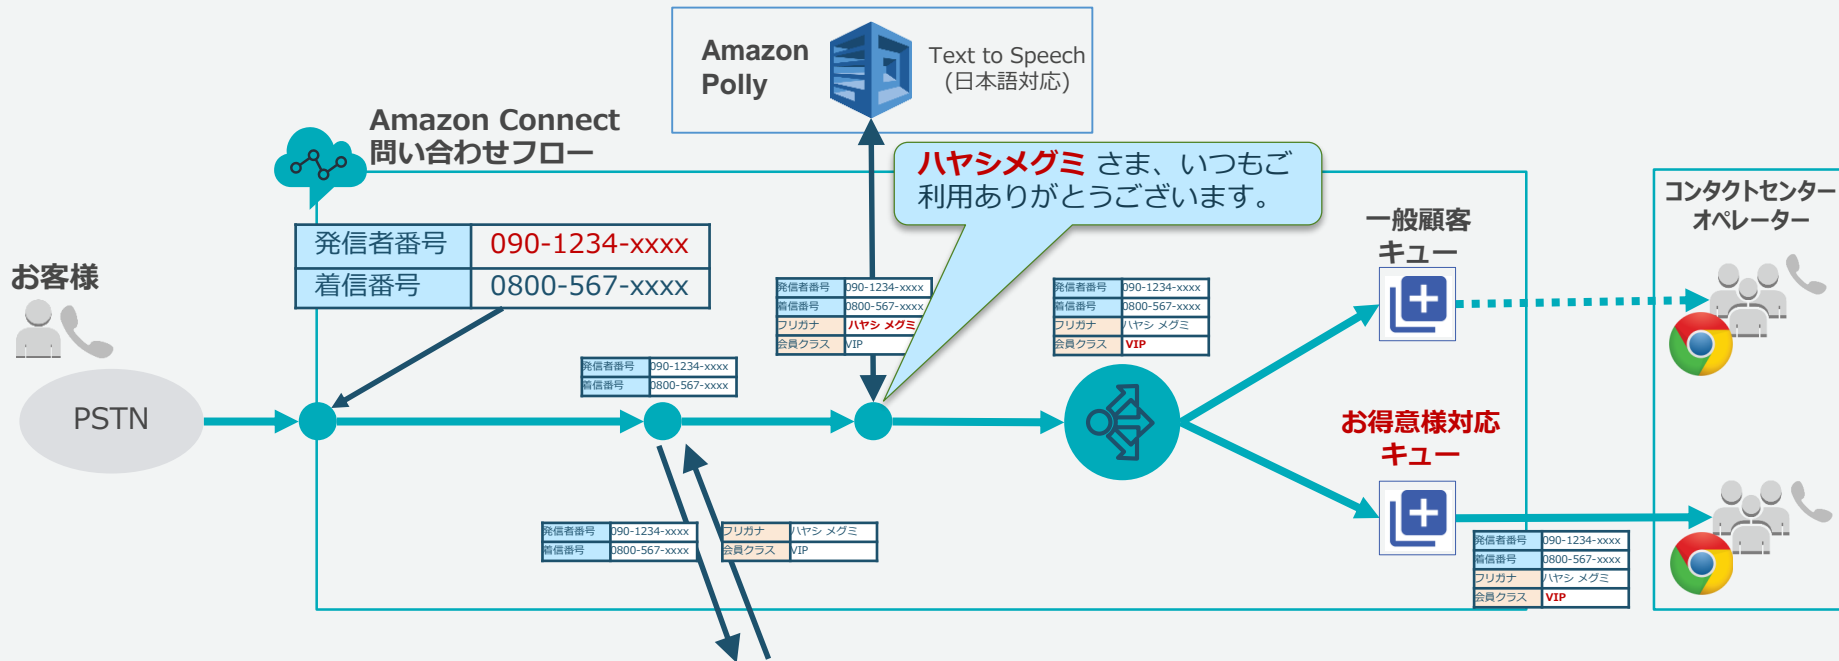 Amazon
Polly
Text to Speech
(日本語対応)
Amazon Connect
問い合わせフロー
ハヤシメグミ さま、いつもご
利用ありがとうございます。
コンタクトセンター
オペレーター
一般顧客
キュー
発信者番号 090-1234-xxxx
着信番号 0800-567-xxxx
お客様
PSTN
発信者番号 090-1234-xxxx
着信番号 0800-567-xxxx
フリガナ ハヤシ メグミ
会員クラス VIP
発信者番号 090-1234-xxxx
着信番号 0800-567-xxxx
フリガナ ハヤシ メグミ
会員クラス VIP
発信者番号 090-1234-xxxx
着信番号 0800-567-xxxx
お得意様対応
キュー
発信者番号 090-1234-xxxx
着信番号 0800-567-xxxx
フリガナ ハヤシ メグミ
会員クラス VIP
発信者番号 090-1234-xxxx
着信番号 0800-567-xxxx
フリガナ ハヤシ メグミ
会員クラス VIP